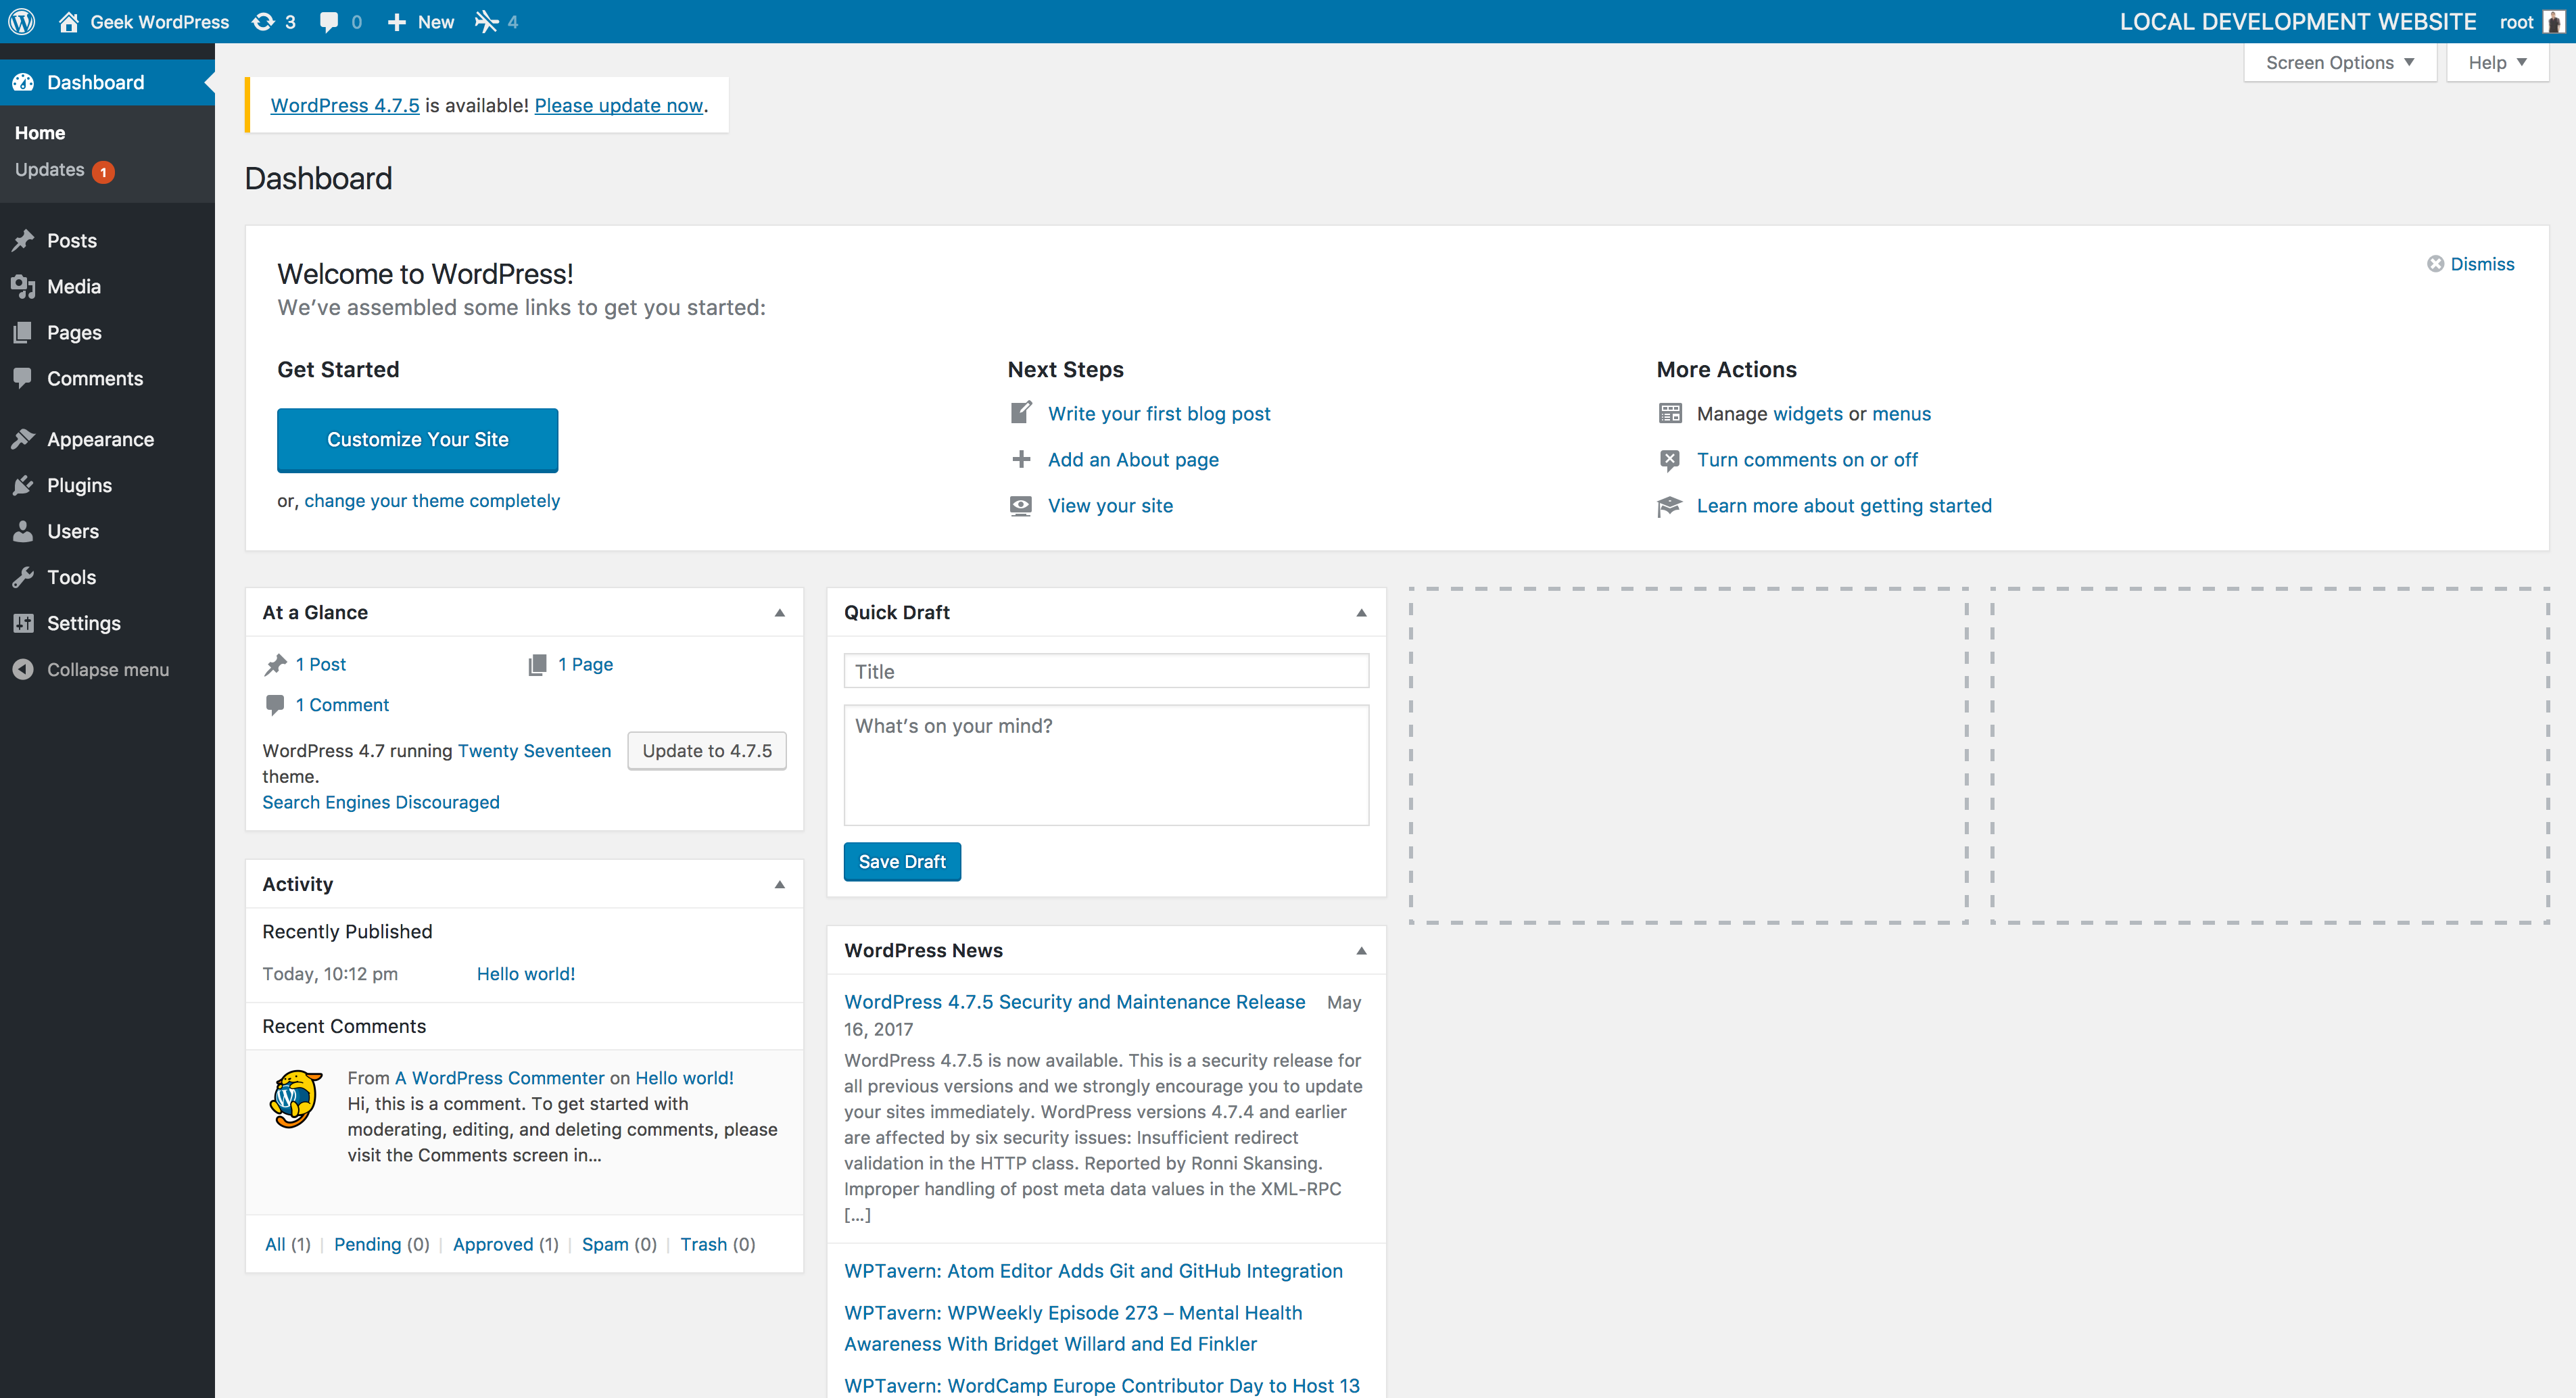 Geek WordPress 3 0 New 4 LOCAL DEVELOPMENT WEBSITE root
Screen Options Help
Dashboard
Home
Updates 1
Posts
Media
Pages
Comments
Appearance
Plugins
Users
Tools
Settings
Collapse menu
WordPress 4.7.5 is available! Please update now.
Dashboard
Welcome to WordPress!
We’ve assembled some links to get you started:
Dismiss
Get Started
Customize Your Site
or, change your theme completely
Next Steps
Write your first blog post
Add an About page
View your site
More Actions
Manage widgets or menus
Turn comments on or off
Learn more about getting started
At a Glance
1 Post 1 Page
1 Comment
WordPress 4.7 running Twenty Seventeen
theme.
Update to 4.7.5
Search Engines Discouraged
Activity
Recently Published
Today, 10:12 pm Hello world!
Recent Comments
From A WordPress Commenter on Hello world!
Hi, this is a comment. To get started with
moderating, editing, and deleting comments, please
visit the Comments screen in…
All (1) | Pending (0) | Approved (1) | Spam (0) | Trash (0)
Quick Draft
Title
What’s on your mind?
Save Draft
WordPress News
WordPress 4.7.5 Security and Maintenance Release May
16, 2017
WordPress 4.7.5 is now available. This is a security release for
all previous versions and we strongly encourage you to update
your sites immediately. WordPress versions 4.7.4 and earlier
are affected by six security issues: Insufficient redirect
validation in the HTTP class. Reported by Ronni Skansing.
Improper handling of post meta data values in the XML-RPC
[…]
WPTavern: Atom Editor Adds Git and GitHub Integration
WPTavern: WPWeekly Episode 273 – Mental Health
Awareness With Bridget Willard and Ed Finkler
WPTavern: WordCamp Europe Contributor Day to Host 13